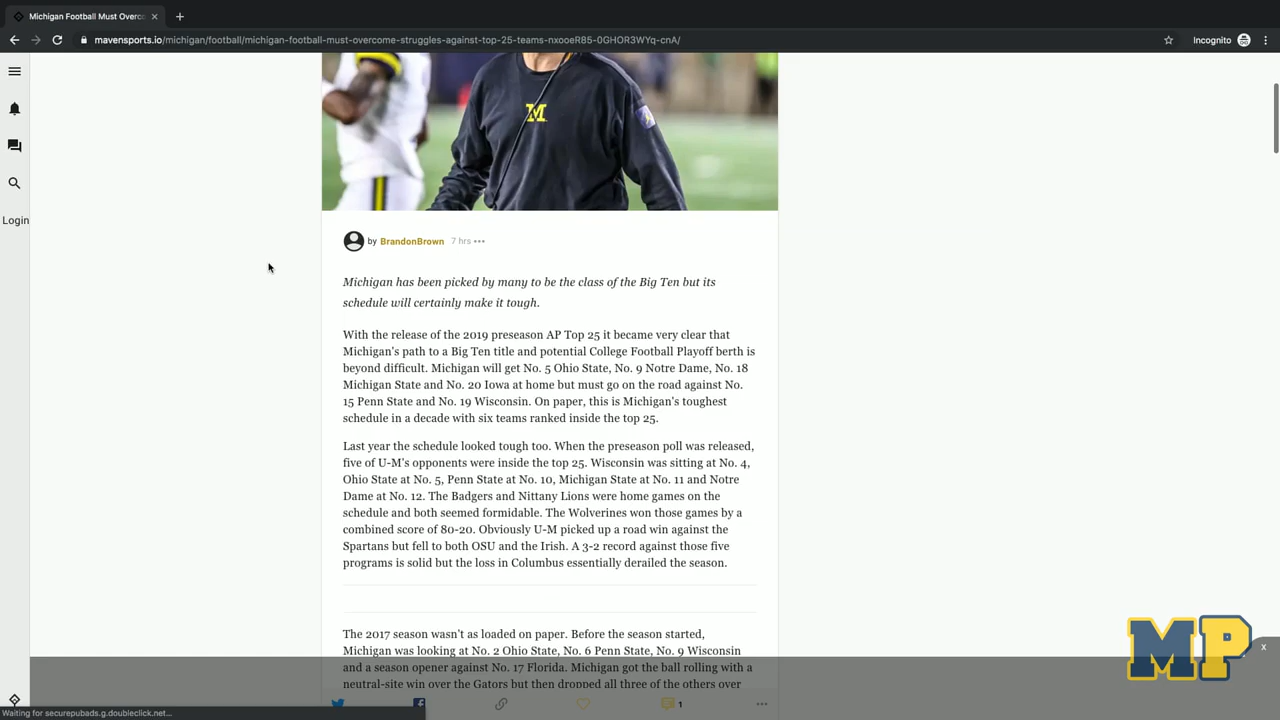 Michigan Football Must Overco
mavensports.io/michigan/football/michigan-football-must-overcome-struggles-against-top-25-teams-nxooeR85-0GHOR3WYq-cnA/
Incognito
M
Login
by BrandonBrown 7 hrs •••
Michigan has been picked by many to be the class of the Big Ten but its
schedule will certainly make it tough.
With the release of the 2019 preseason AP Top 25 it became very clear that
Michigan's path to a Big Ten title and potential College Football Playoff berth is
beyond difficult. Michigan will get No. 5 Ohio State, No. 9 Notre Dame, No. 18
Michigan State and No. 20 Iowa at home but must go on the road against No.
15 Penn State and No. 19 Wisconsin. On paper, this is Michigan's toughest
schedule in a decade with six teams ranked inside the top 25.
Last year the schedule looked tough too. When the preseason poll was released,
five of U-M's opponents were inside the top 25. Wisconsin was sitting at No. 4,
Ohio State at No. 5, Penn State at No. 10, Michigan State at No. 11 and Notre
Dame at No. 12. The Badgers and Nittany Lions were home games on the
schedule and both seemed formidable. The Wolverines won those games by a
combined score of 80-20. Obviously U-M picked up a road win against the
Spartans but fell to both OSU and the Irish. A 3-2 record against those five
programs is solid but the loss in Columbus essentially derailed the season.
The 2017 season wasn't as loaded on paper. Before the season started,
Michigan was looking at No. 2 Ohio State, No. 6 Penn State, No. 9 Wisconsin
and a season opener against No. 17 Florida. Michigan got the ball rolling with a
neutral-site win over the Gators but then dropped all three of the others over
MP
x
1
Waiting for securepubads.g.doubleclick.net...